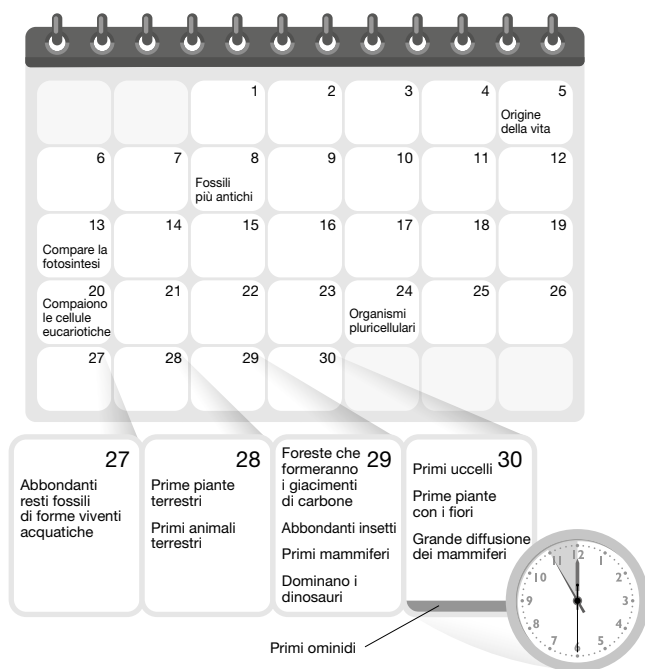 1
2
3
4
5
Origine
della vita
6
7
8
Fossili
più antichi
9
10
11
12
13
Compare la
fotosintesi
14
15
16
17
18
19
20
Compaiono
le cellule
eucariotiche
21
22
23
24
Organismi
pluricellulari
25
26
27
28
29
30
27
Abbondanti
resti fossili
di forme viventi
acquatiche
28
Prime piante
terrestri
Primi animali
terrestri
29
Foreste che
formeranno
i giacimenti
di carbone
Abbondanti insetti
Primi mammiferi
Dominano i
dinosauri
30
Primi uccelli
Prime piante
con i fiori
Grande diffusione
dei mammiferi
12
1
2
3
4
5
6
7
8
9
10
11
Primi ominidi